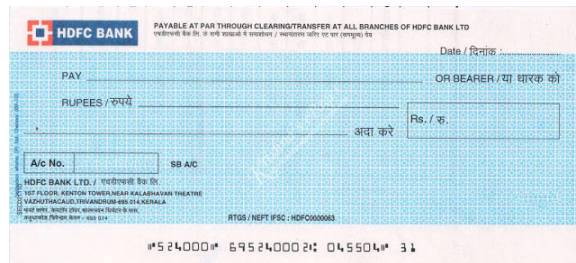 HDFC BANK
PAYABLE AT PAR THROUGH CLEARING/TRANSFER AT ALL BRANCHES OF HDFC BANK LTD
Date / दिनांक :
PAY OR BEARER / या धारक को
RUPEES / रुपये
अदा करे Rs. / रु.
A/c No. SB A/C
HDFC BANK LTD. / एचडीएफसी बैंक लि.
1ST FLOOR, KENTON TOWER, NEAR KALABHAVAN THEATRE
VAZHUTHACAUD, TRIVANDRUM-695 014, KERALA
RTGS / NEFT IFSC : HDFC0000063
⑈524000⑈ 695240002⑆ 045504⑈ 31